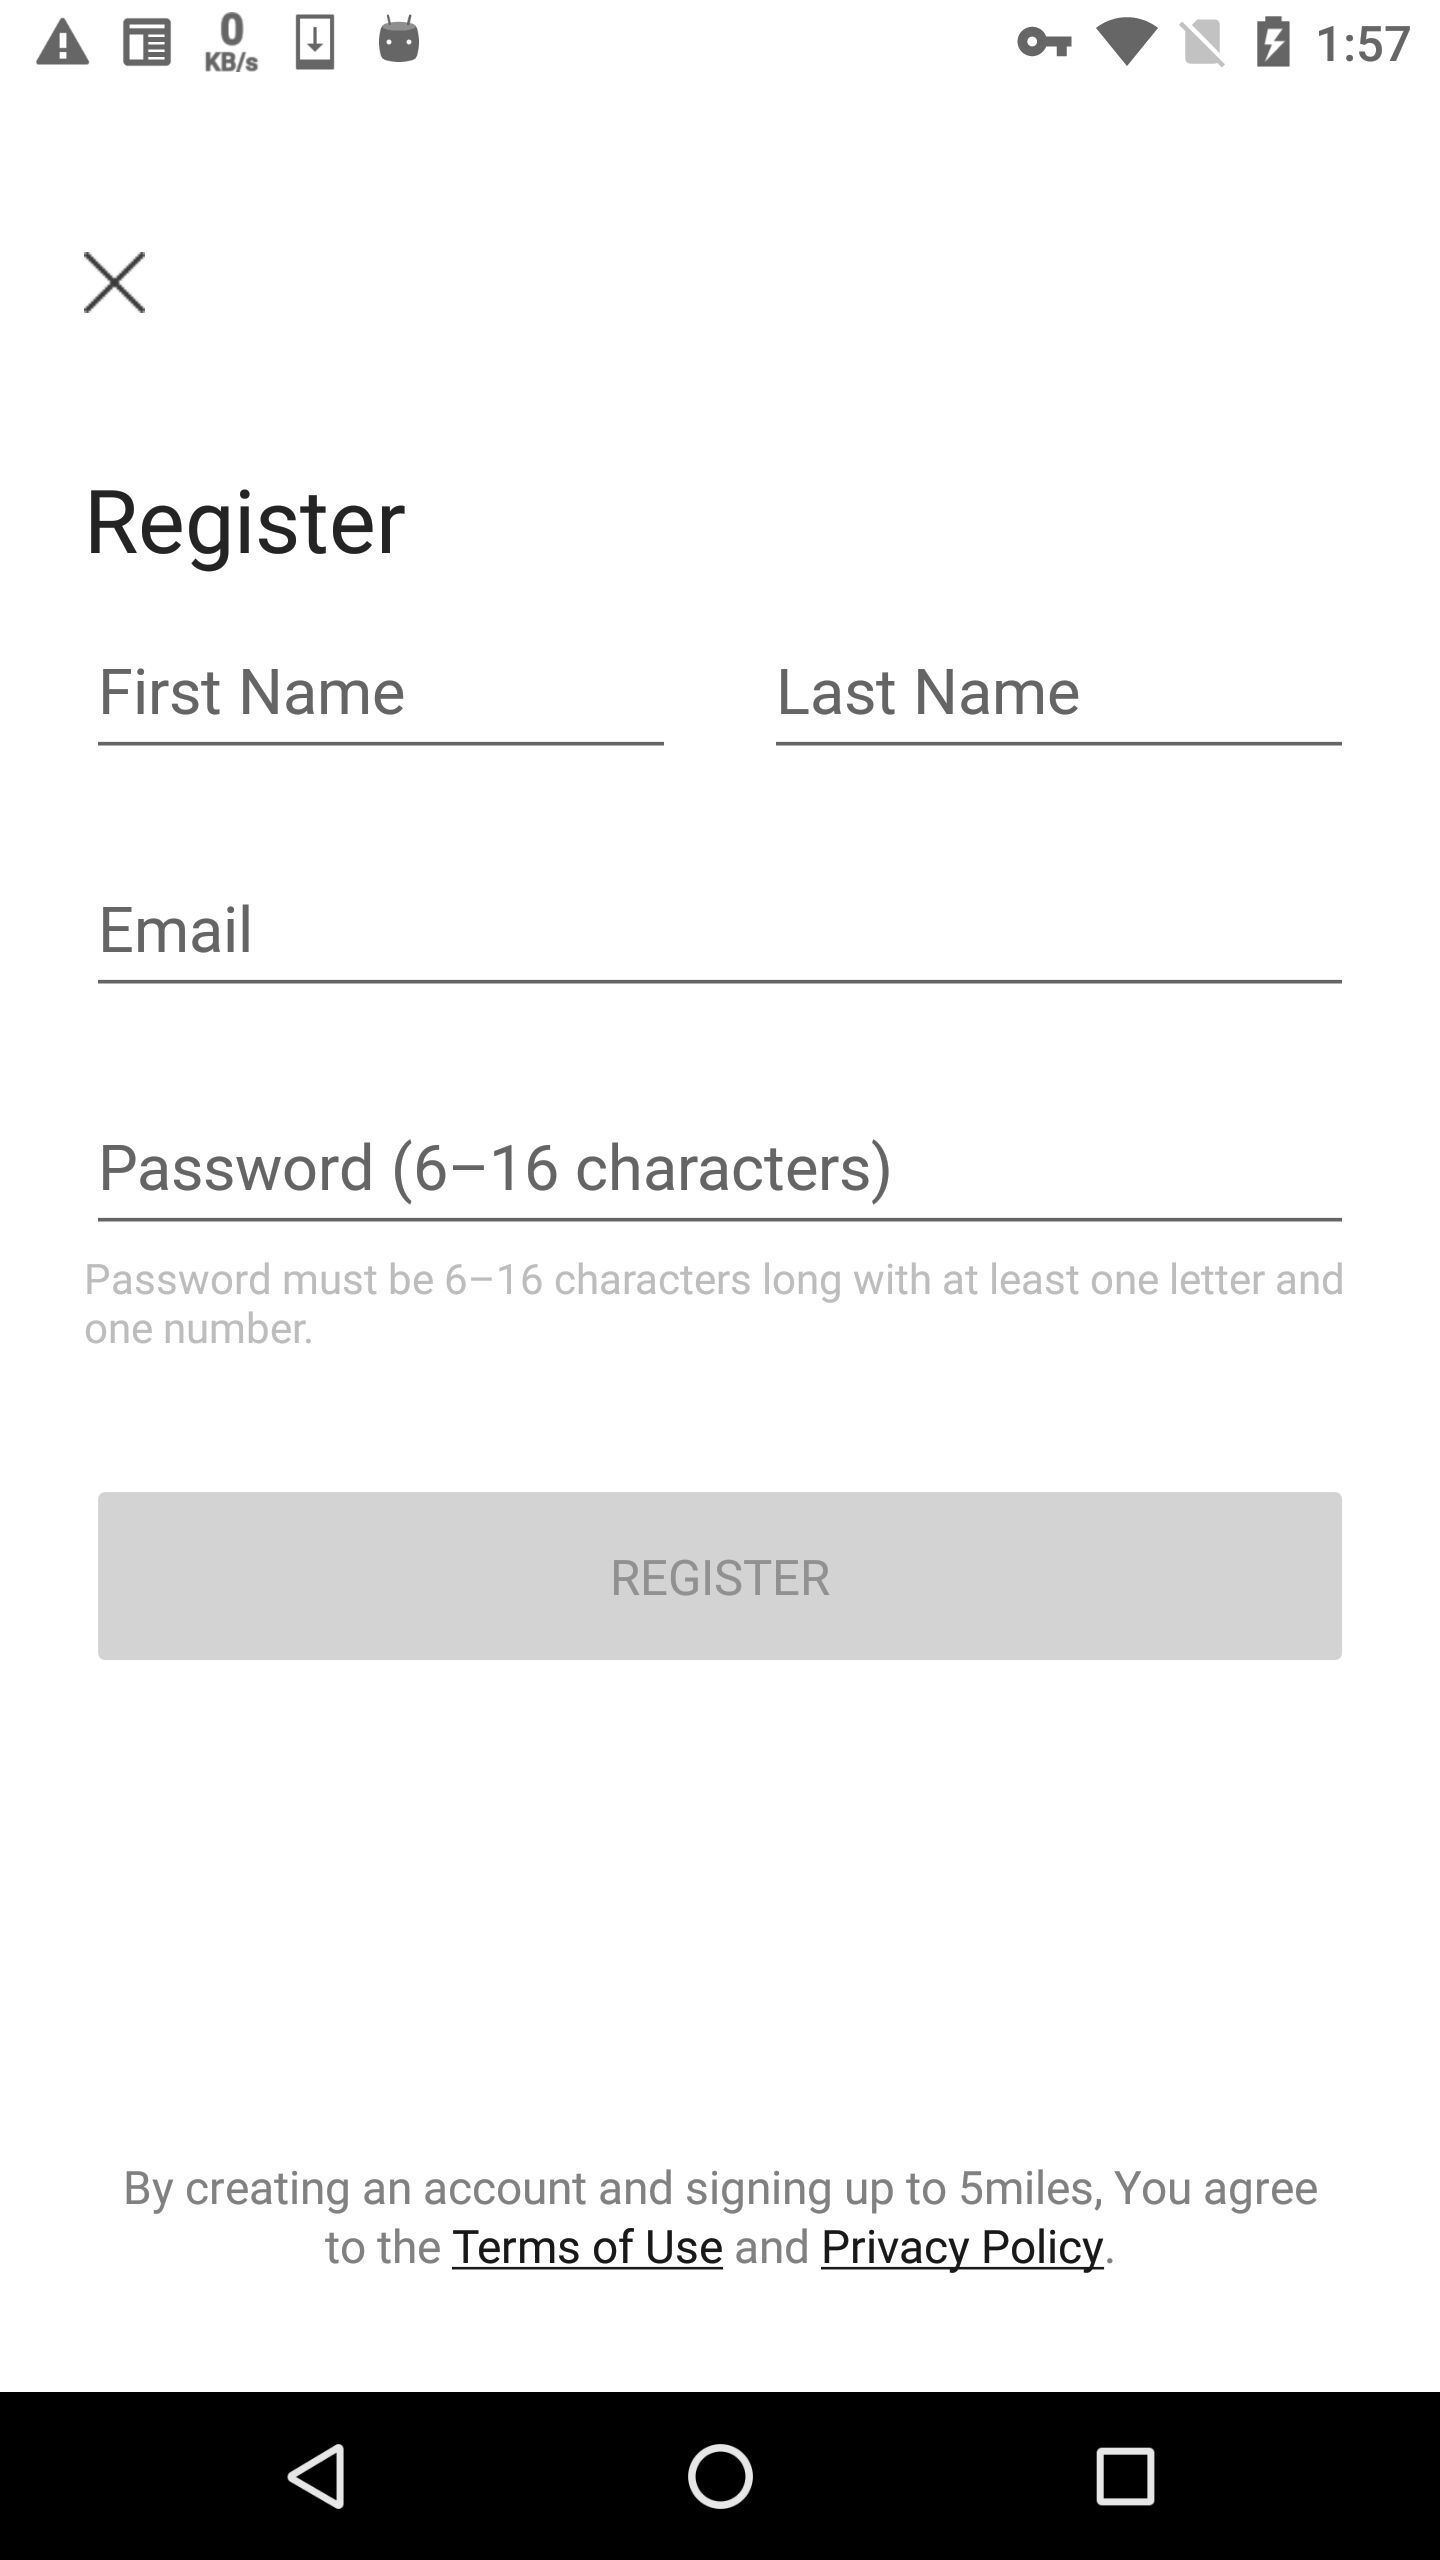 0
KB/s
1:57
Register
First Name
Last Name
Email
Password (6–16 characters)
Password must be 6–16 characters long with at least one letter and
one number.
REGISTER
By creating an account and signing up to 5miles, You agree
to the Terms of Use and Privacy Policy.